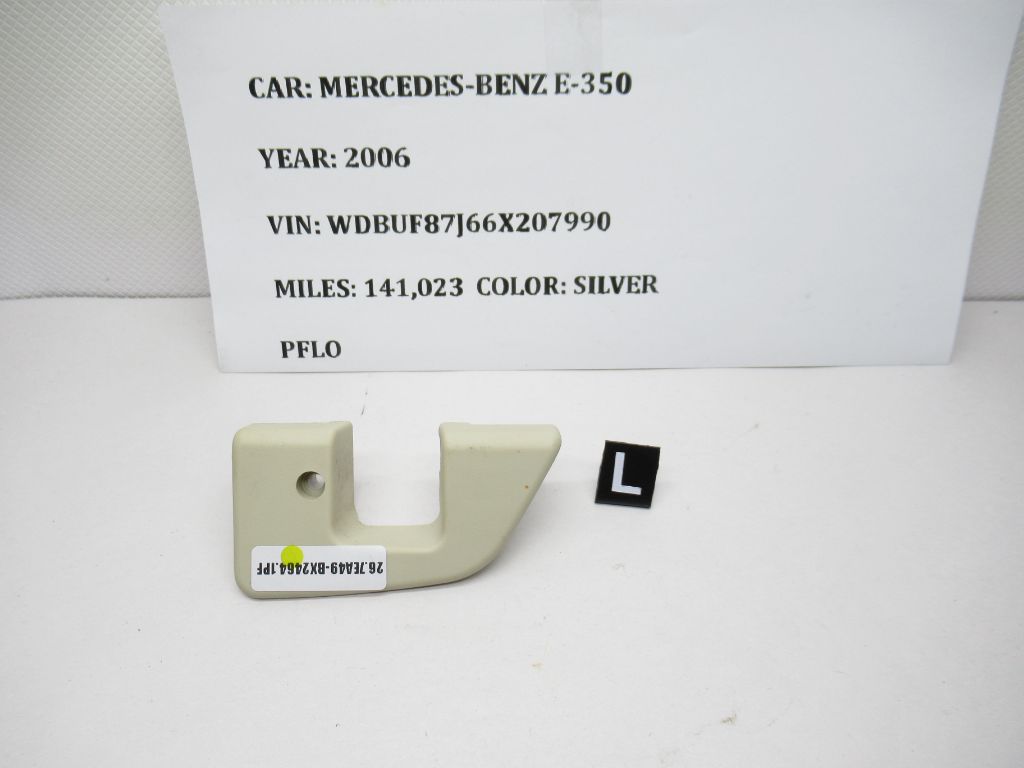 CAR: MERCEDES-BENZ E-350
YEAR: 2006
VIN: WDBUF87J66X207990
MILES: 141,023 COLOR: SILVER
PFLO
L
26.7EA49-BX2464.1PF